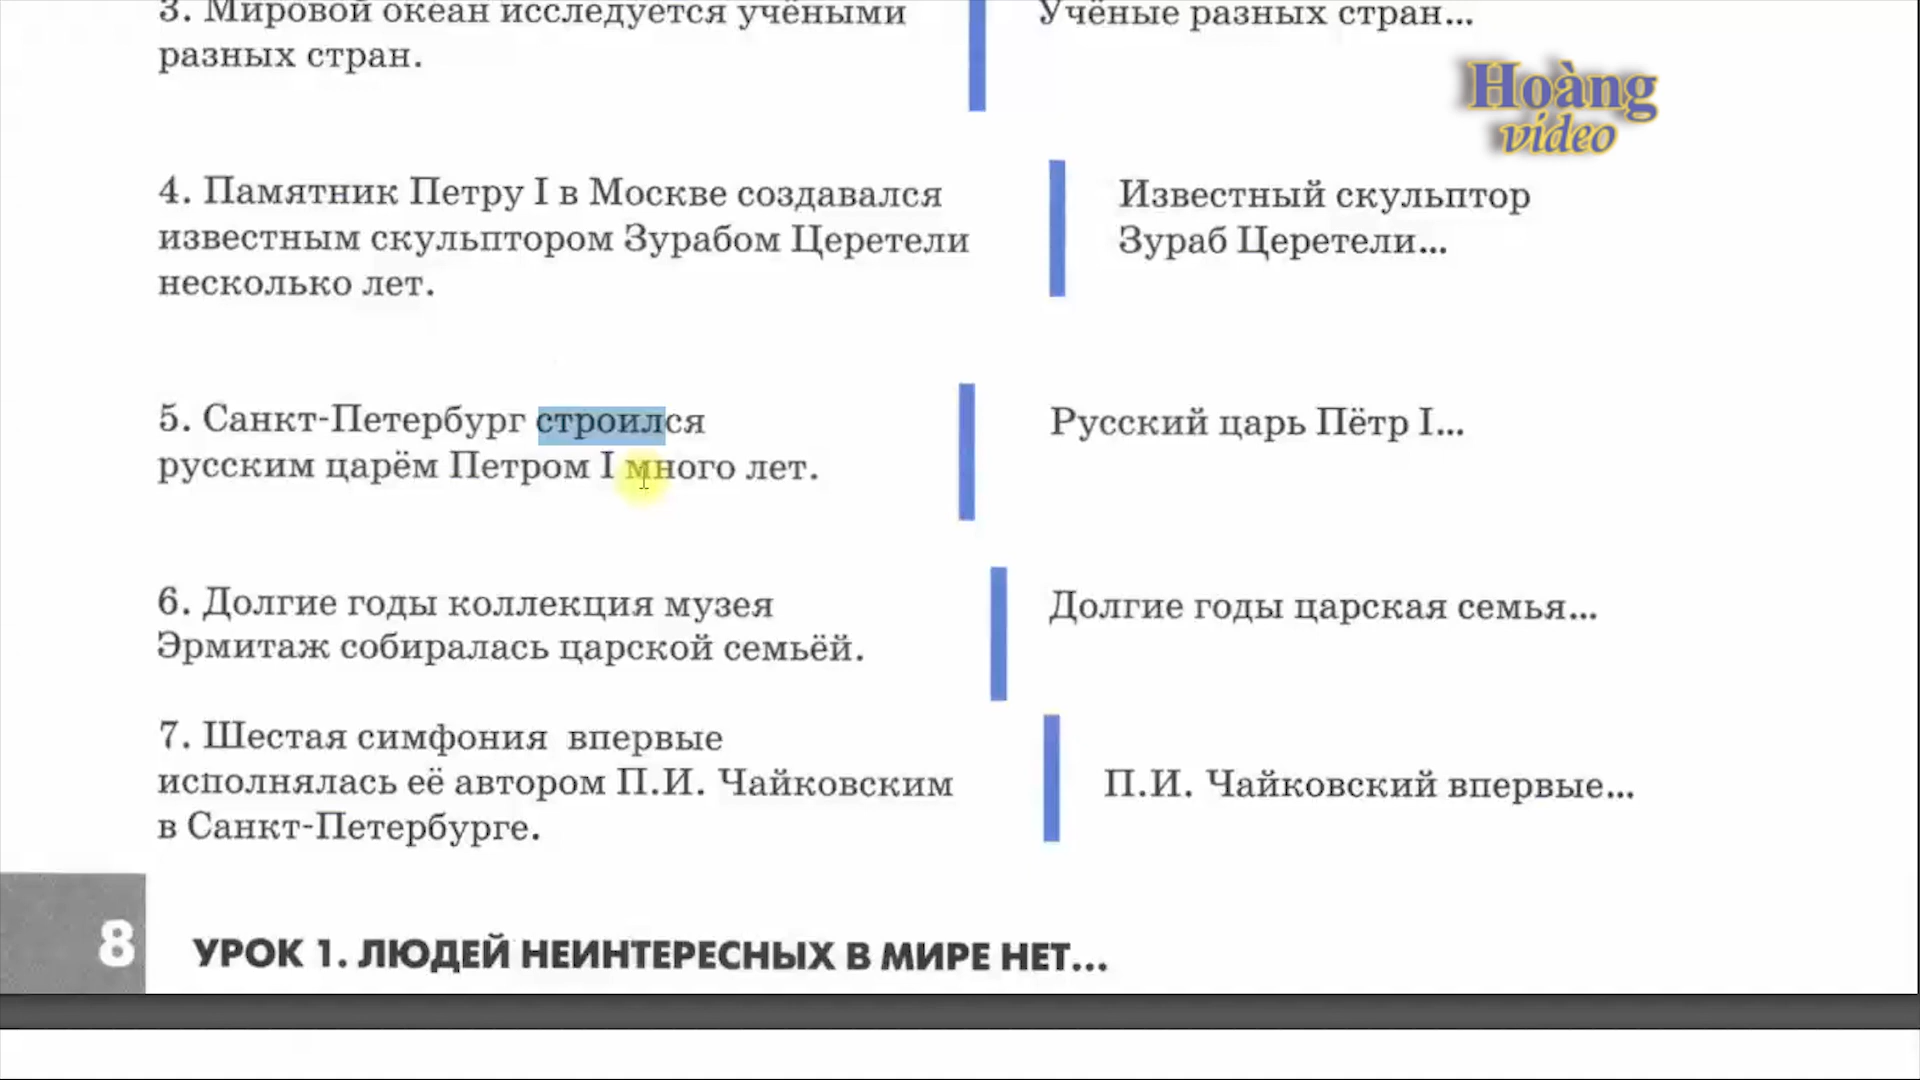 3. Мировой океан исследуется учёными
разных стран.
Учёные разных стран...
Hoàng
video
4. Памятник Петру I в Москве создавался
известным скульптором Зурабом Церетели
несколько лет.
Известный скульптор
Зураб Церетели...
5. Санкт-Петербург строился
русским царём Петром I много лет.
Русский царь Пётр I...
6. Долгие годы коллекция музея
Эрмитаж собиралась царской семьёй.
Долгие годы царская семья...
7. Шестая симфония впервые
исполнялась её автором П.И. Чайковским
в Санкт-Петербурге.
П.И. Чайковский впервые...
8
УРОК 1. ЛЮДЕЙ НЕИНТЕРЕСНЫХ В МИРЕ НЕТ...